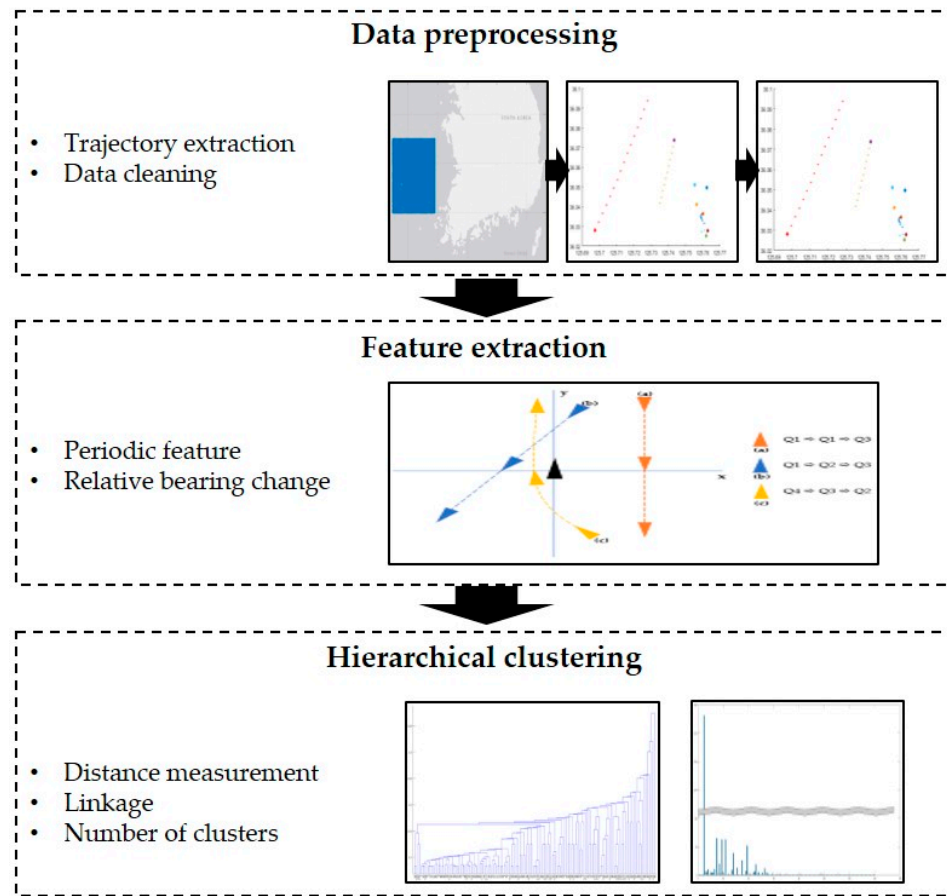 Data preprocessing
• Trajectory extraction
• Data cleaning
Feature extraction
• Periodic feature
• Relative bearing change
y
x
(a)
(b)
(c)
(a) Q1 ⇨ Q1 ⇨ Q3
(b) Q1 ⇨ Q2 ⇨ Q3
(c) Q4 ⇨ Q3 ⇨ Q2
Hierarchical clustering
• Distance measurement
• Linkage
• Number of clusters